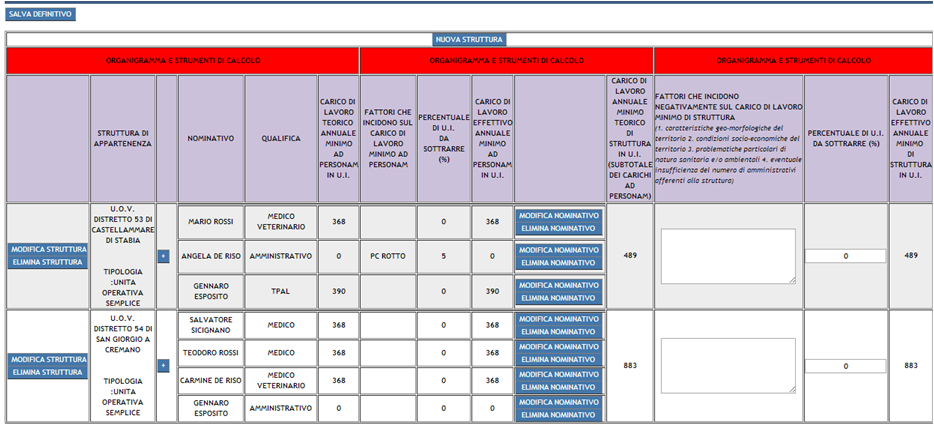 SALVA DEFINITIVO
NUOVA STRUTTURA
ORGANIGRAMMA E STRUMENTI DI CALCOLO
ORGANIGRAMMA E STRUMENTI DI CALCOLO
ORGANIGRAMMA E STRUMENTI DI CALCOLO
STRUTTURA DI
APPARTENENZA
NOMINATIVO
QUALIFICA
CARICO DI
LAVORO
TEORICO
ANNUALE
MINIMO
AD
PERSONAM
IN U.I.
FATTORI CHE
INCIDONO SUL
CARICO DI
LAVORO
MINIMO AD
PERSONAM
PERCENTUALE
DI U.I.
DA
SOTTRARRE
(%)
CARICO DI
LAVORO
EFFETTIVO
ANNUALE
MINIMO
AD
PERSONAM
IN U.I.
CARICO DI
LAVORO
ANNUALE
MINIMO
TEORICO
DI
STRUTTURA
IN U.I.
(SUBTOTALE
DEI CARICHI
AD
PERSONAM)
FATTORI CHE INCIDONO
NEGATIVAMENTE SUL CARICO DI LAVORO
MINIMO DI STRUTTURA
(1. caratteristiche geo-morfologiche del
territorio 2. condizioni socio-economiche del
territorio 3. problematiche particolari di
natura sanitaria e/o ambientali 4. eventuale
insufficienza del numero di amministrativi
afferenti alla struttura)
PERCENTUALE DI U.I.
DA SOTTRARRE (%)
CARICO DI
LAVORO
EFFETTIVO
ANNUALE
MINIMO
DI
STRUTTURA
IN U.I.
MODIFICA STRUTTURA
ELIMINA STRUTTURA
U.O.V.
DISTRETTO 53 DI
CASTELLAMMARE
DI STABIA
TIPOLOGIA
:UNITA
OPERATIVA
SEMPLICE
+
MARIO ROSSI
MEDICO
VETERINARIO
368
0
368
MODIFICA NOMINATIVO
ELIMINA NOMINATIVO
ANGELA DE RISO
AMMINISTRATIVO
0
PC ROTTO
5
0
MODIFICA NOMINATIVO
ELIMINA NOMINATIVO
GENNARO
ESPOSITO
TPAL
390
0
390
MODIFICA NOMINATIVO
ELIMINA NOMINATIVO
489
0
489
MODIFICA STRUTTURA
ELIMINA STRUTTURA
U.O.V.
DISTRETTO 54 DI
SAN GIORGIO A
CREMANO
TIPOLOGIA
:UNITA
OPERATIVA
SEMPLICE
+
SALVATORE
SICIGNANO
MEDICO
368
0
368
MODIFICA NOMINATIVO
ELIMINA NOMINATIVO
TEODORO ROSSI
MEDICO
368
0
368
MODIFICA NOMINATIVO
ELIMINA NOMINATIVO
CARMINE DE RISO
MEDICO
VETERINARIO
368
0
368
MODIFICA NOMINATIVO
ELIMINA NOMINATIVO
GENNARO
ESPOSITO
AMMINISTRATIVO
0
0
0
MODIFICA NOMINATIVO
ELIMINA NOMINATIVO
883
0
883